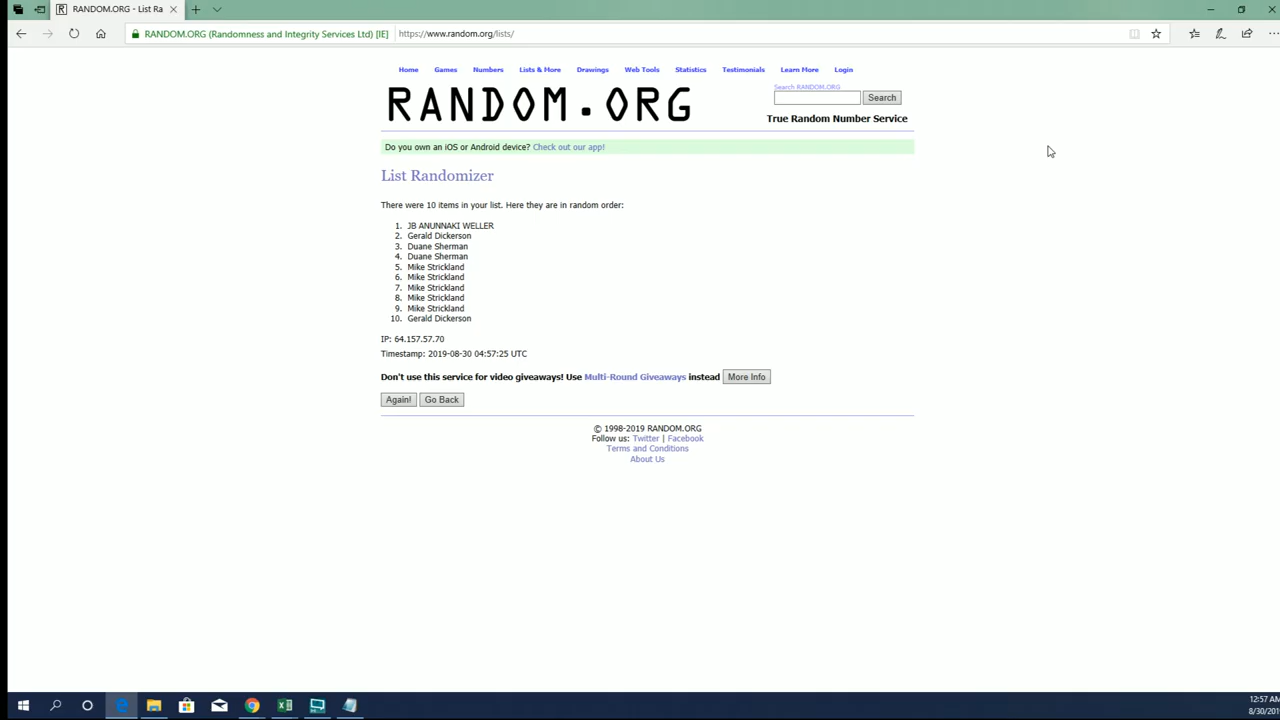 RANDOM.ORG - List Ra
RANDOM.ORG (Randomness and Integrity Services Ltd) [IE]
https://www.random.org/lists/
Home Games Numbers Lists & More Drawings Web Tools Statistics Testimonials Learn More Login
RANDOM.ORG
Search RANDOM.ORG
Search
True Random Number Service
Do you own an iOS or Android device? Check out our app!
List Randomizer
There were 10 items in your list. Here they are in random order:
1. JB ANUNNAKI WELLER
2. Gerald Dickerson
3. Duane Sherman
4. Duane Sherman
5. Mike Strickland
6. Mike Strickland
7. Mike Strickland
8. Mike Strickland
9. Mike Strickland
10. Gerald Dickerson
IP: 64.157.57.70
Timestamp: 2019-08-30 04:57:25 UTC
Don't use this service for video giveaways! Use Multi-Round Giveaways instead More Info
Again! Go Back
© 1998-2019 RANDOM.ORG
Follow us: Twitter | Facebook
Terms and Conditions
About Us
12:57 AM
8/30/201